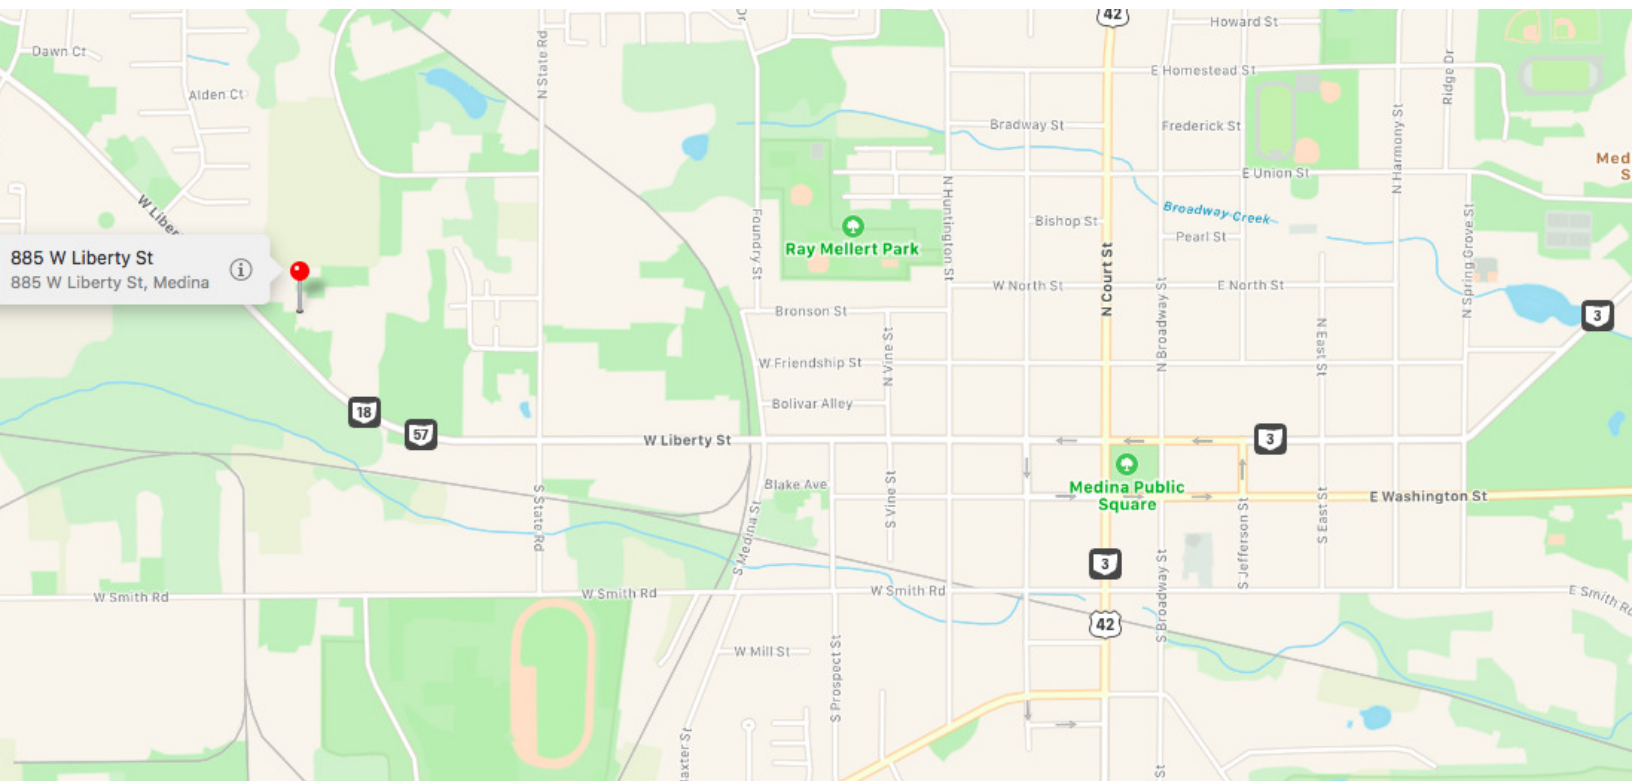 42
Howard St
Dawn Ct
N State Rd
Dr
E Homestead St
Ridge Dr
Alden Ct
Bradway St
Frederick St
N Harmony St
Med
S
E Union St
W Liber
N Huntington St
Foundry St
Broadway Creek
Bishop St
Pearl St
N Spring Grove St
Ray Mellert Park
885 W Liberty St
885 W Liberty St, Medina
N Court St
N Broadway St
W North St
E North St
3
Bronson St
N East St
N Vine St
W Friendship St
Bolivar Alley
18
57
W Liberty St
3
Blake Ave
Medina Public
Square
E Washington St
S State Rd
S Medina St
S Vine St
S Jefferson St
S East St
3
S Broadway St
W Smith Rd
W Smith Rd
W Smith Rd
E Smith Rd
42
W Mill St
S Prospect St
axter St
St